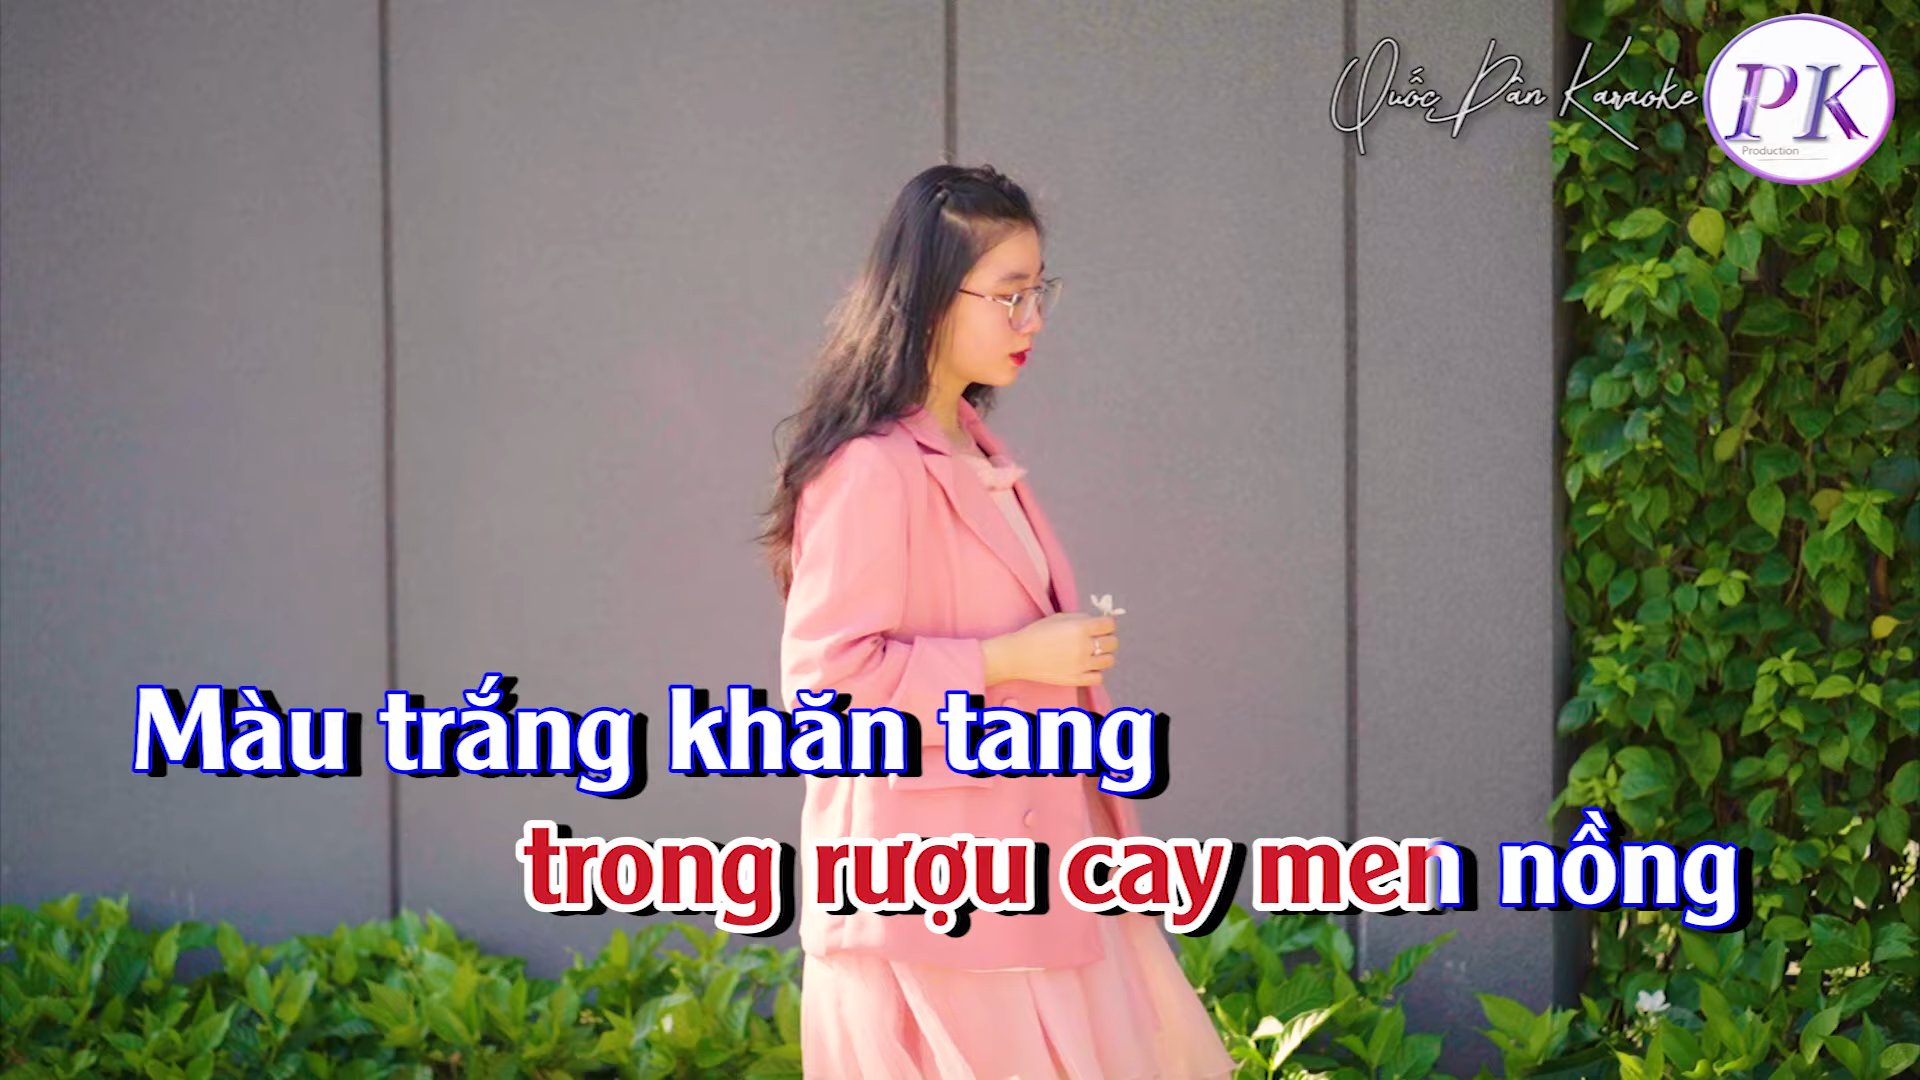 Quốc Dân Karaoke
PK
Production
Màu trắng khăn tang
trong rượu cay men nồng